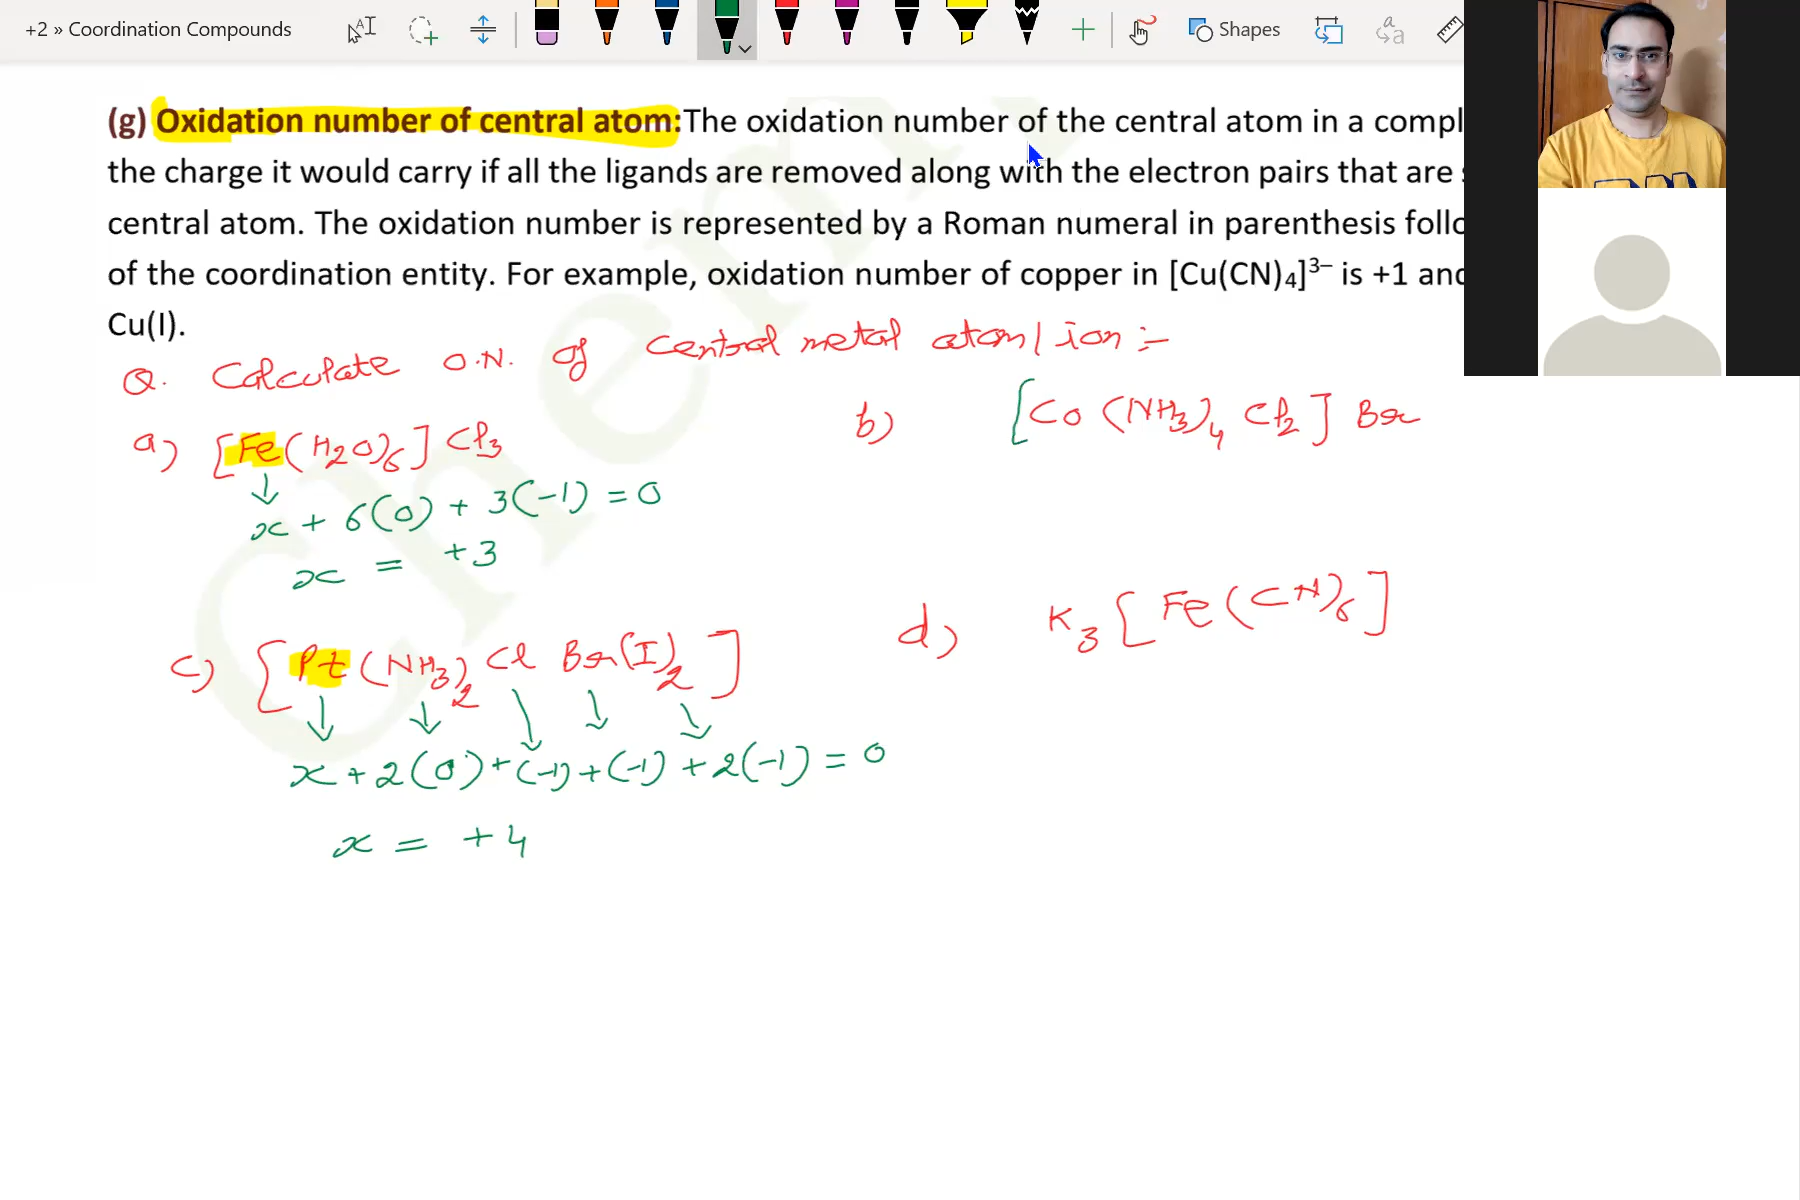 +2 » Coordination Compounds
Shapes
(g) Oxidation number of central atom:The oxidation number of the central atom in a compl
the charge it would carry if all the ligands are removed along with the electron pairs that are
central atom. The oxidation number is represented by a Roman numeral in parenthesis follo
of the coordination entity. For example, oxidation number of copper in [Cu(CN)₄]³⁻ is +1 and
Cu(I).
Q. Calculate O.N. of central metal atom/ion :-
a) [Fe(H₂O)₆]Cl₃
b) [Co(NH₃)₄Cl₂]Br
x + 6(0) + 3(-1) = 0
x = +3
c) [Pt(NH₃)₂ Cl Br(I)₂]
d) K₃[Fe(CN)₆]
x + 2(0) + (-1) + (-1) + 2(-1) = 0
x = +4